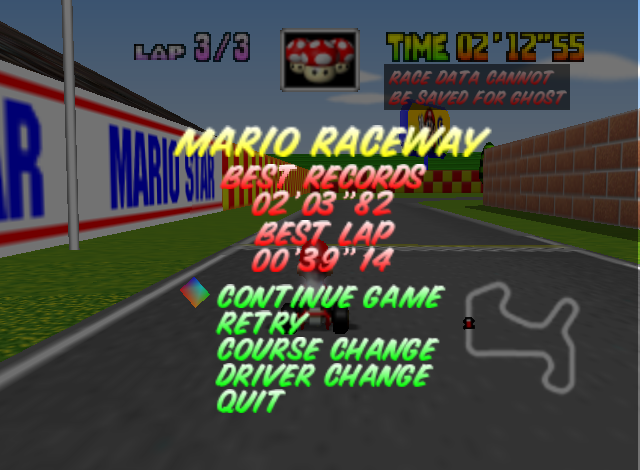 LAP 3/3
TIME 02'12"55
RACE DATA CANNOT
BE SAVED FOR GHOST
MARIO RACEWAY
BEST RECORDS
02'03"82
BEST LAP
00'39"14
CONTINUE GAME
RETRY
COURSE CHANGE
DRIVER CHANGE
QUIT
AR
MARIO STAR